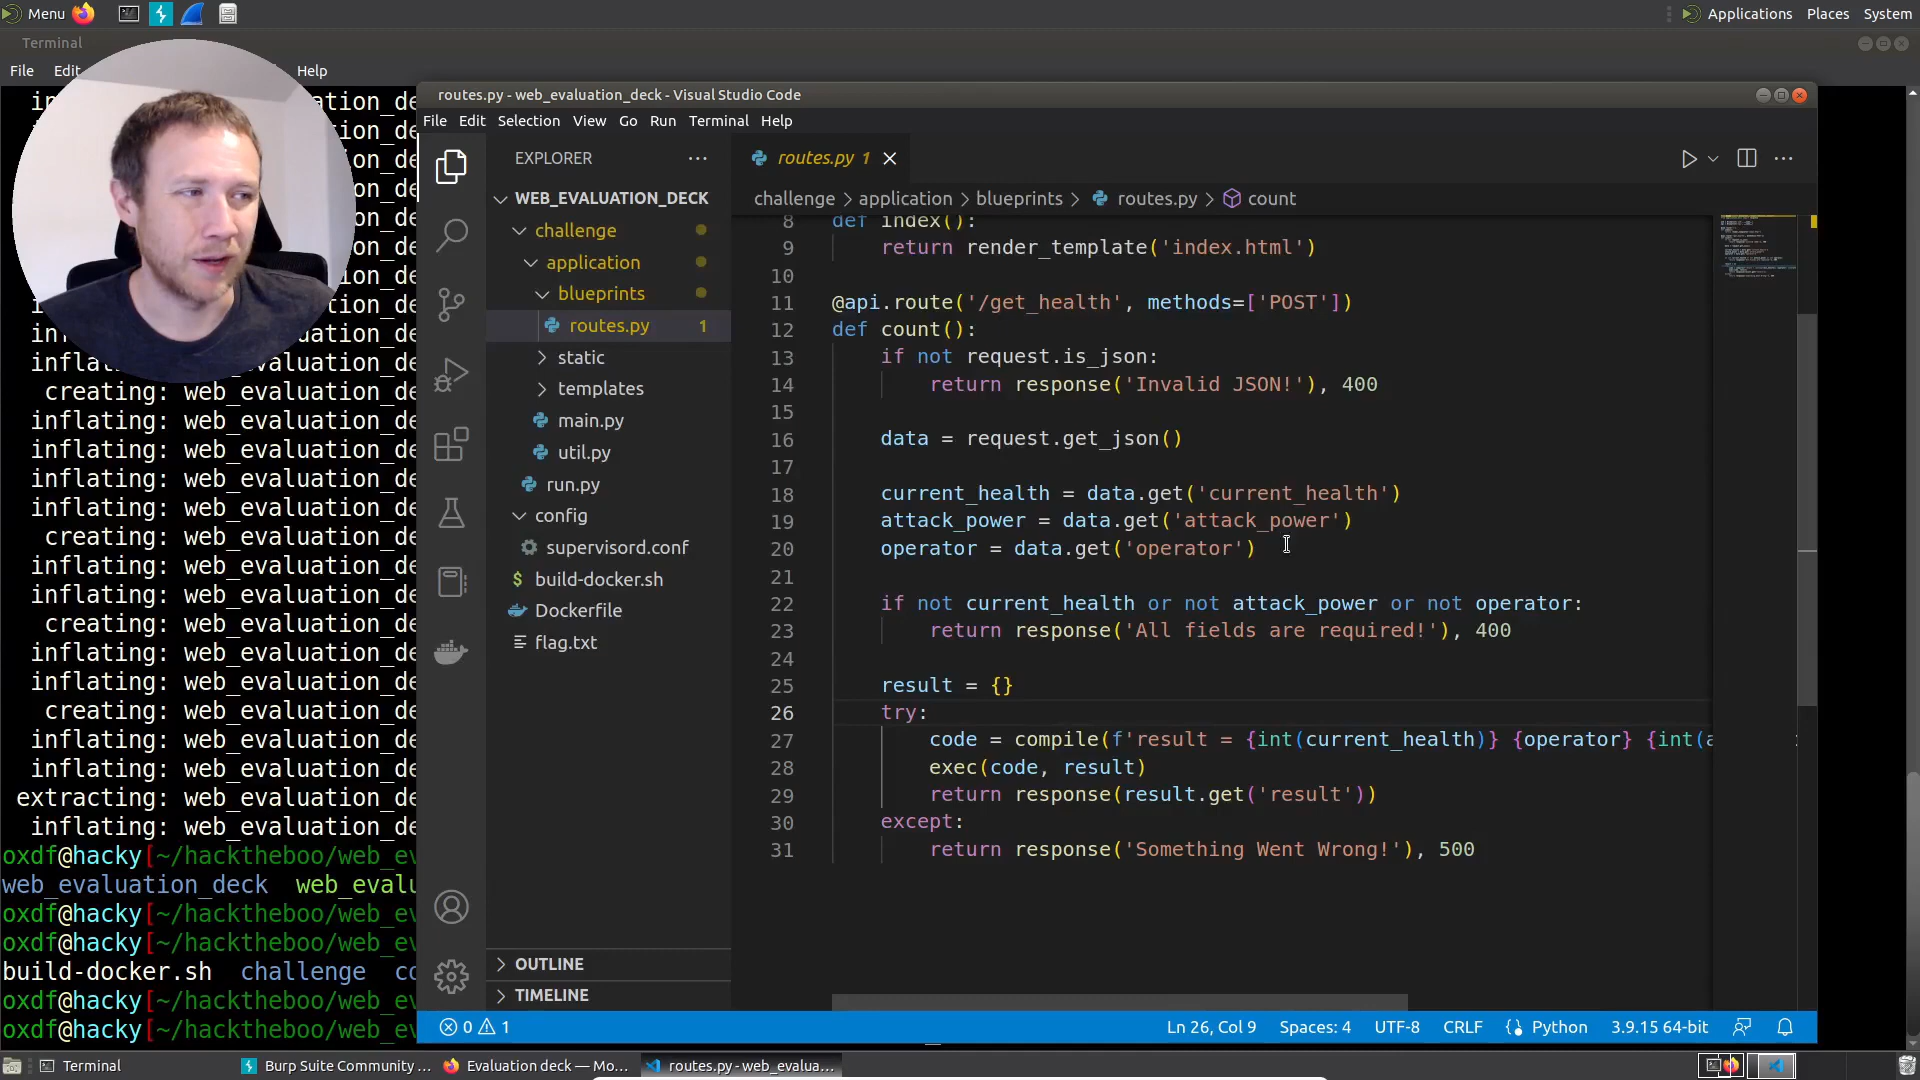 Menu
Applications Places System
Terminal
File Edit Help
routes.py - web_evaluation_deck - Visual Studio Code
File Edit Selection View Go Run Terminal Help
EXPLORER
WEB_EVALUATION_DECK
challenge
application
blueprints
routes.py 1
static
templates
main.py
util.py
run.py
config
supervisord.conf
build-docker.sh
Dockerfile
flag.txt
OUTLINE
TIMELINE
routes.py 1
challenge > application > blueprints > routes.py > count
8 def index():
9 return render_template('index.html')
10
11 @api.route('/get_health', methods=['POST'])
12 def count():
13 if not request.is_json:
14 return response('Invalid JSON!'), 400
15
16 data = request.get_json()
17
18 current_health = data.get('current_health')
19 attack_power = data.get('attack_power')
20 operator = data.get('operator')
21
22 if not current_health or not attack_power or not operator:
23 return response('All fields are required!'), 400
24
25 result = {}
26 try:
27 code = compile(f'result = {int(current_health)} {operator} {int(
28 exec(code, result)
29 return response(result.get('result'))
30 except:
31 return response('Something Went Wrong!'), 500
creating: web_evaluation_de
inflating: web_evaluation_de
inflating: web_evaluation_de
inflating: web_evaluation_de
inflating: web_evaluation_de
creating: web_evaluation_de
inflating: web_evaluation_de
inflating: web_evaluation_de
creating: web_evaluation_de
inflating: web_evaluation_de
inflating: web_evaluation_de
creating: web_evaluation_de
inflating: web_evaluation_de
inflating: web_evaluation_de
extracting: web_evaluation_de
inflating: web_evaluation_de
oxdf@hacky[~/hacktheboo/web_ev
web_evaluation_deck web_evalu
oxdf@hacky[~/hacktheboo/web_ev
oxdf@hacky[~/hacktheboo/web_ev
build-docker.sh challenge co
oxdf@hacky[~/hacktheboo/web_ev
oxdf@hacky[~/hacktheboo/web_ev
0 1
Ln 26, Col 9 Spaces: 4 UTF-8 CRLF Python 3.9.15 64-bit
Terminal Burp Suite Community ... Evaluation deck — Mo... routes.py - web_evalua...